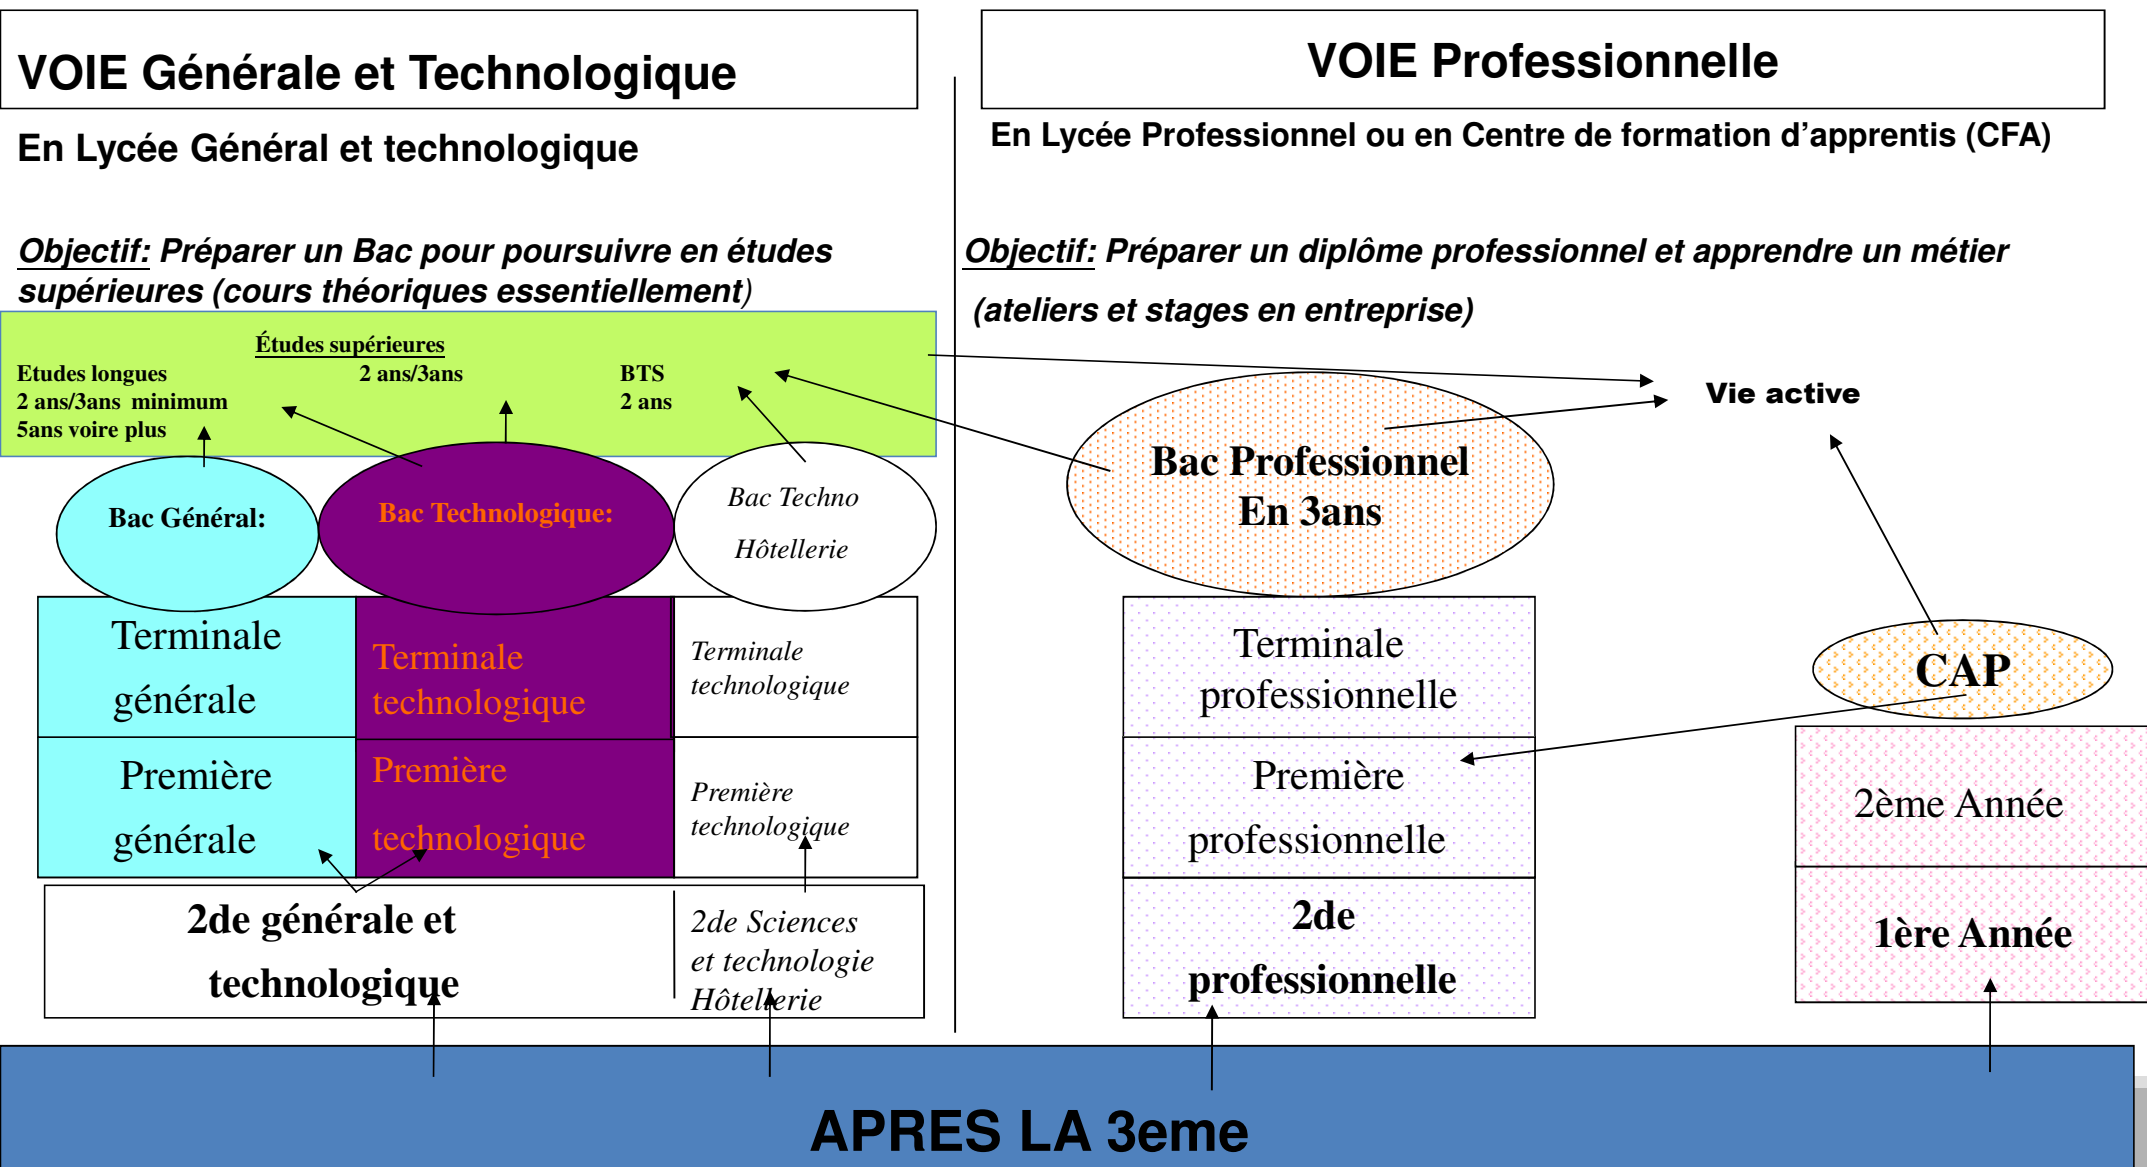 VOIE Générale et Technologique
En Lycée Général et technologique
Objectif: Préparer un Bac pour poursuivre en études
supérieures (cours théoriques essentiellement)
Études supérieures
Etudes longues 2 ans/3ans BTS
2 ans/3ans minimum 2 ans
5ans voire plus
Bac Général:
Bac Technologique:
Bac Techno
Hôtellerie
Terminale
générale
Terminale
technologique
Terminale
technologique
Première
générale
Première
technologique
Première
technologique
2de générale et
technologique
2de Sciences
et technologie
Hôtellerie
VOIE Professionnelle
En Lycée Professionnel ou en Centre de formation d’apprentis (CFA)
Objectif: Préparer un diplôme professionnel et apprendre un métier
(ateliers et stages en entreprise)
Vie active
Bac Professionnel
En 3ans
Terminale
professionnelle
Première
professionnelle
2de
professionnelle
CAP
2ème Année
1ère Année
APRES LA 3eme